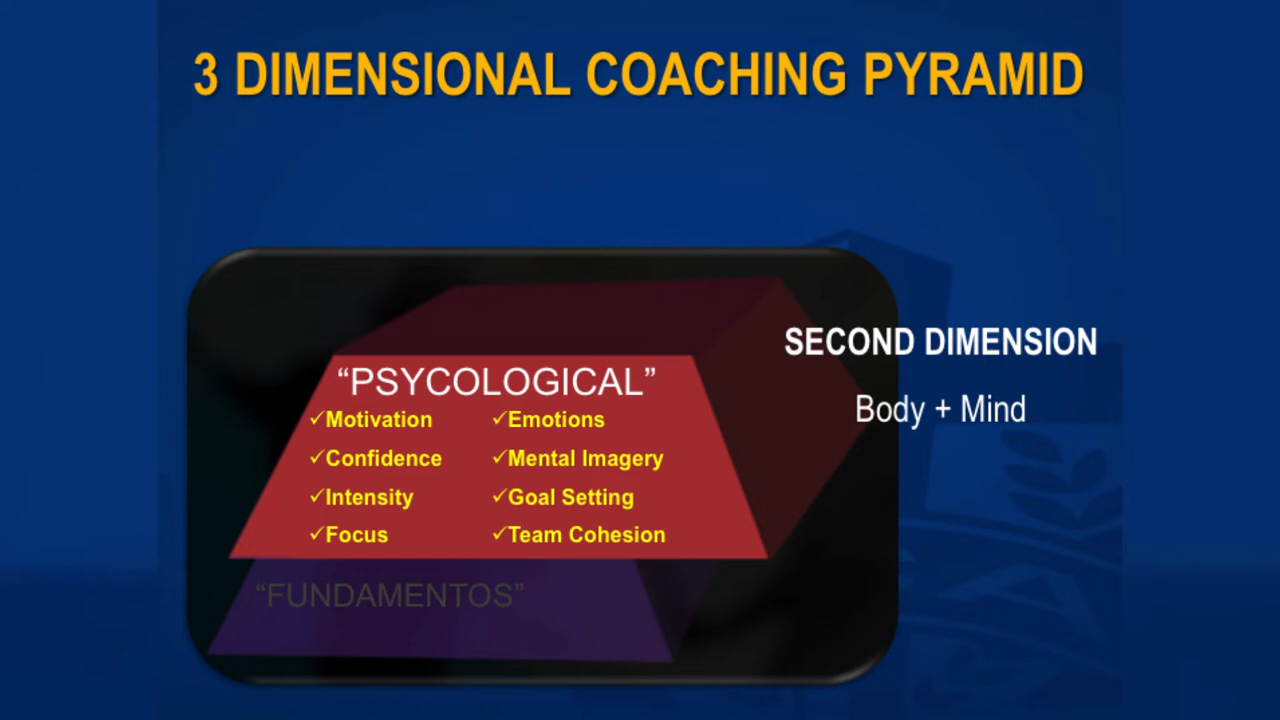 3 DIMENSIONAL COACHING PYRAMID
SECOND DIMENSION
Body + Mind
“PSYCOLOGICAL”
✓Motivation
✓Confidence
✓Intensity
✓Focus
✓Emotions
✓Mental Imagery
✓Goal Setting
✓Team Cohesion
“FUNDAMENTOS”